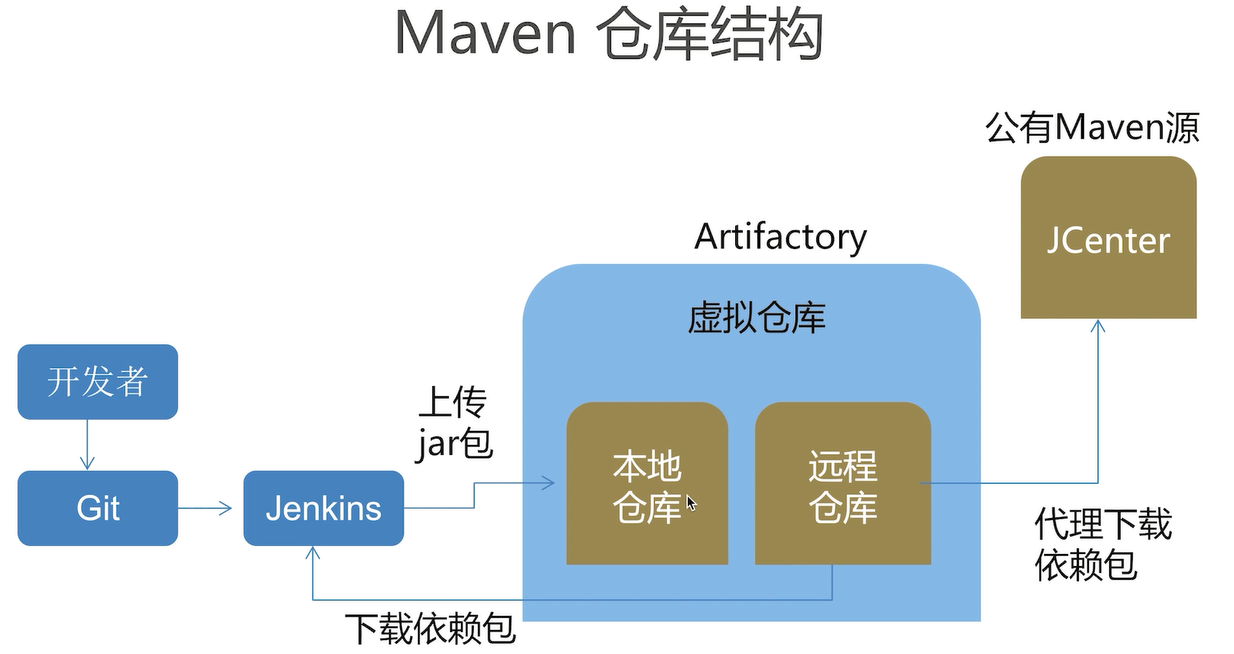 Maven 仓库结构
公有Maven源
JCenter
Artifactory
虚拟仓库
开发者
上传
jar包
本地
仓库
远程
仓库
Git
Jenkins
代理下载
依赖包
下载依赖包